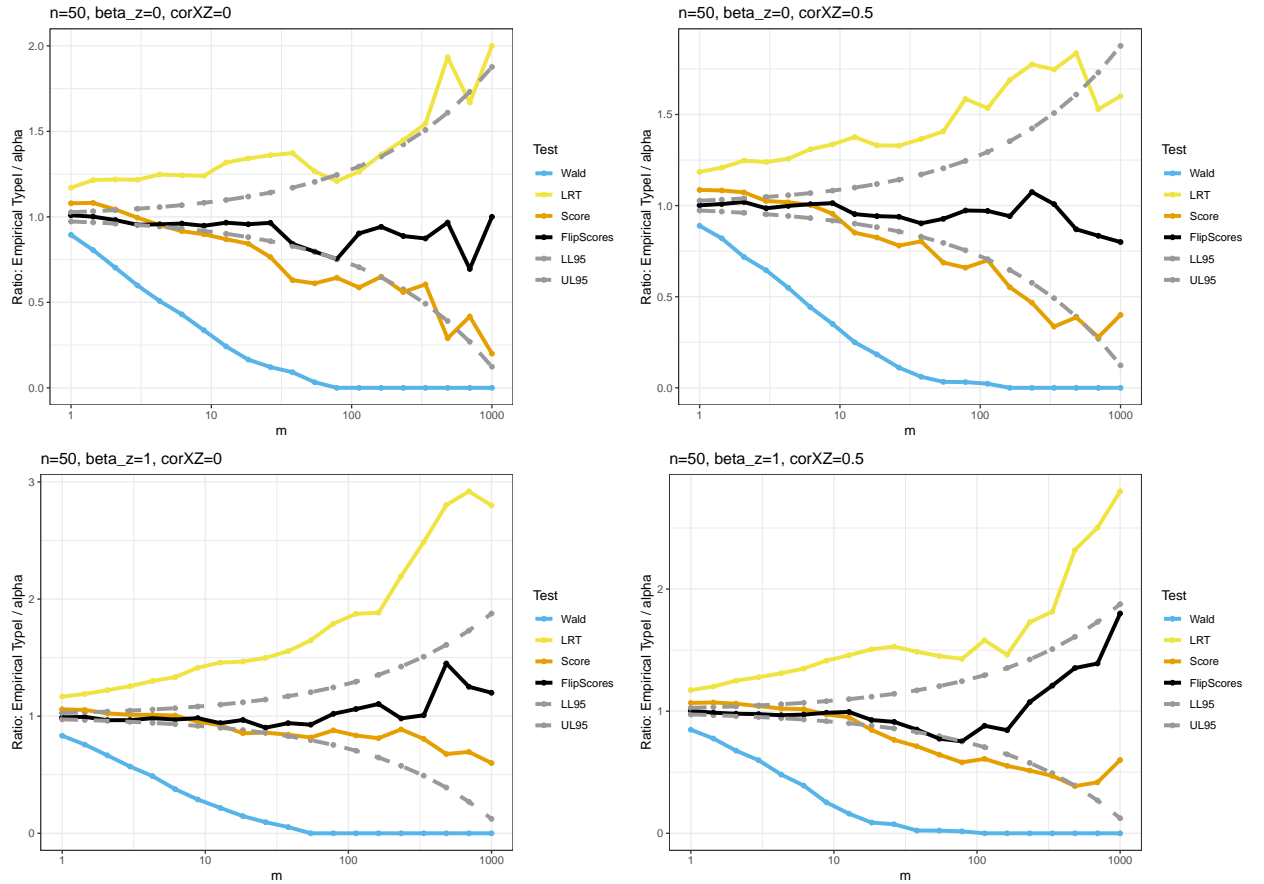 n=50, beta_z=0, corXZ=0
Ratio: Empirical TypeI / alpha
2.0
1.5
1.0
0.5
0.0
1
10
100
1000
m
Test
Wald
LRT
Score
FlipScores
LL95
UL95
n=50, beta_z=0, corXZ=0.5
Ratio: Empirical TypeI / alpha
1.5
1.0
0.5
0.0
1
10
100
1000
m
Test
Wald
LRT
Score
FlipScores
LL95
UL95
n=50, beta_z=1, corXZ=0
Ratio: Empirical TypeI / alpha
3
2
1
0
1
10
100
1000
m
Test
Wald
LRT
Score
FlipScores
LL95
UL95
n=50, beta_z=1, corXZ=0.5
Ratio: Empirical TypeI / alpha
2
1
0
1
10
100
1000
m
Test
Wald
LRT
Score
FlipScores
LL95
UL95